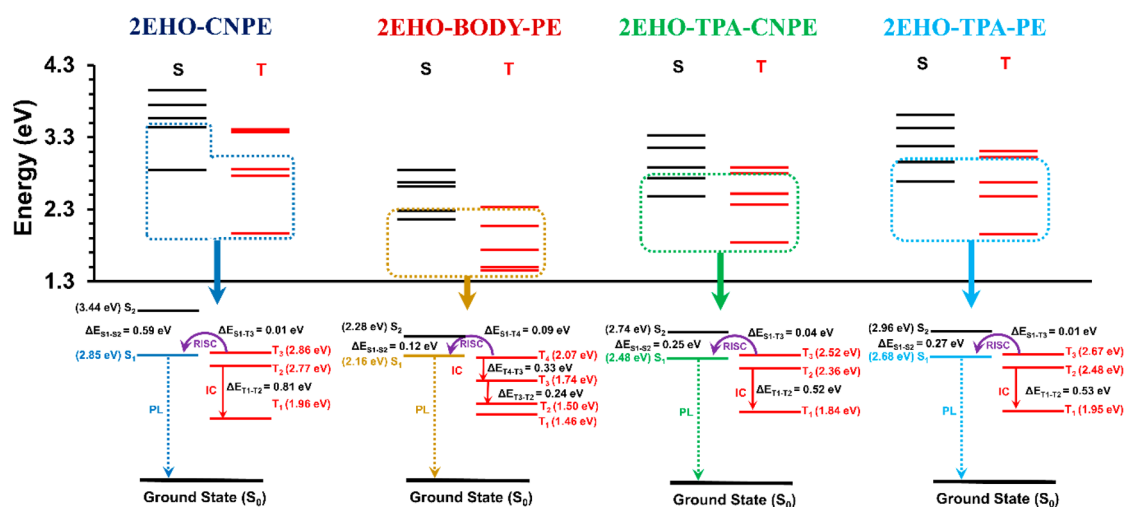 2EHO-CNPE 2EHO-BODY-PE 2EHO-TPA-CNPE 2EHO-TPA-PE
S T S T S T S T
Energy (eV)
4.3
3.3
2.3
1.3
(3.44 eV) S2
ΔES1-S2 = 0.59 eV
ΔES1-T3 = 0.01 eV
RISC
(2.85 eV) S1
T3 (2.86 eV)
T2 (2.77 eV)
IC
ΔET1-T2 = 0.81 eV
T1 (1.96 eV)
PL
Ground State (S0)
(2.28 eV) S2
ΔES1-S2 = 0.12 eV
ΔES1-T4 = 0.09 eV
RISC
(2.16 eV) S1
T4 (2.07 eV)
IC
ΔET4-T3 = 0.33 eV
T3 (1.74 eV)
ΔET3-T2 = 0.24 eV
T2 (1.50 eV)
T1 (1.46 eV)
PL
Ground State (S0)
(2.74 eV) S2
ΔES1-S2 = 0.25 eV
ΔES1-T3 = 0.04 eV
RISC
(2.48 eV) S1
T3 (2.52 eV)
T2 (2.36 eV)
IC
ΔET1-T2 = 0.52 eV
T1 (1.84 eV)
PL
Ground State (S0)
(2.96 eV) S2
ΔES1-S2 = 0.27 eV
ΔES1-T3 = 0.01 eV
RISC
(2.68 eV) S1
T3 (2.67 eV)
T2 (2.48 eV)
IC
ΔET1-T2 = 0.53 eV
T1 (1.95 eV)
PL
Ground State (S0)